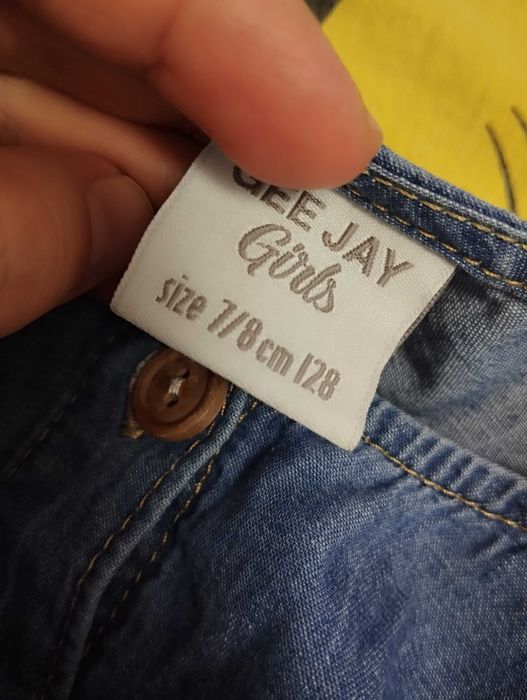 GEE JAY
Girls
size 7/8 cm 128